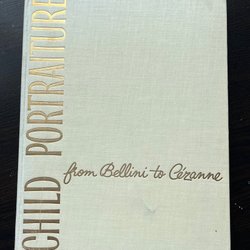 CHILD PORTRAITURE
from Bellini to Cézanne